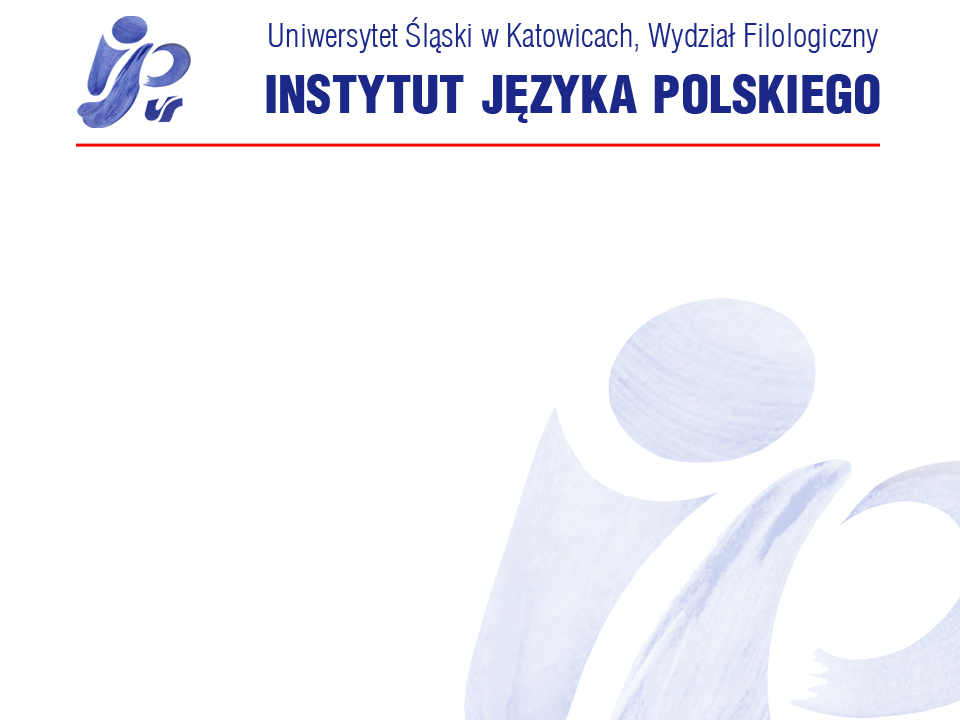 Uniwersytet Śląski w Katowicach, Wydział Filologiczny
INSTYTUT JĘZYKA POLSKIEGO